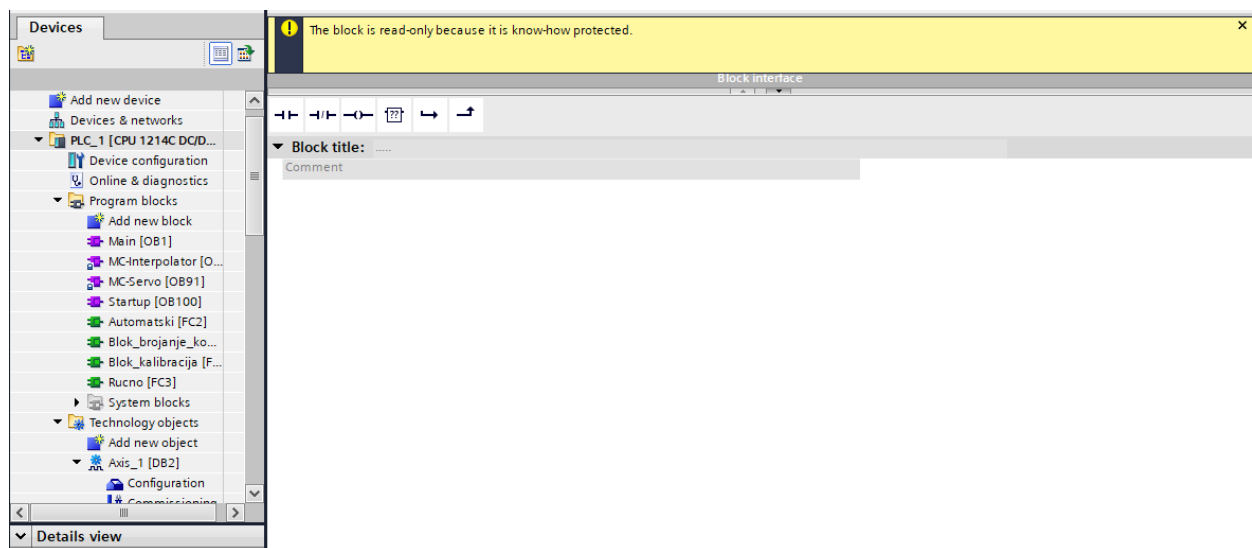 Devices
The block is read-only because it is know-how protected.
Block interface
Add new device
Devices & networks
PLC_1 [CPU 1214C DC/D...
Device configuration
Online & diagnostics
Program blocks
Add new block
Main [OB1]
MC-Interpolator [O...
MC-Servo [OB91]
Startup [OB100]
Automatski [FC2]
Blok_brojanje_ko...
Blok_kalibracija [F...
Rucno [FC3]
System blocks
Technology objects
Add new object
Axis_1 [DB2]
Configuration
Commissioning
Details view
??
Block title: .....
Comment